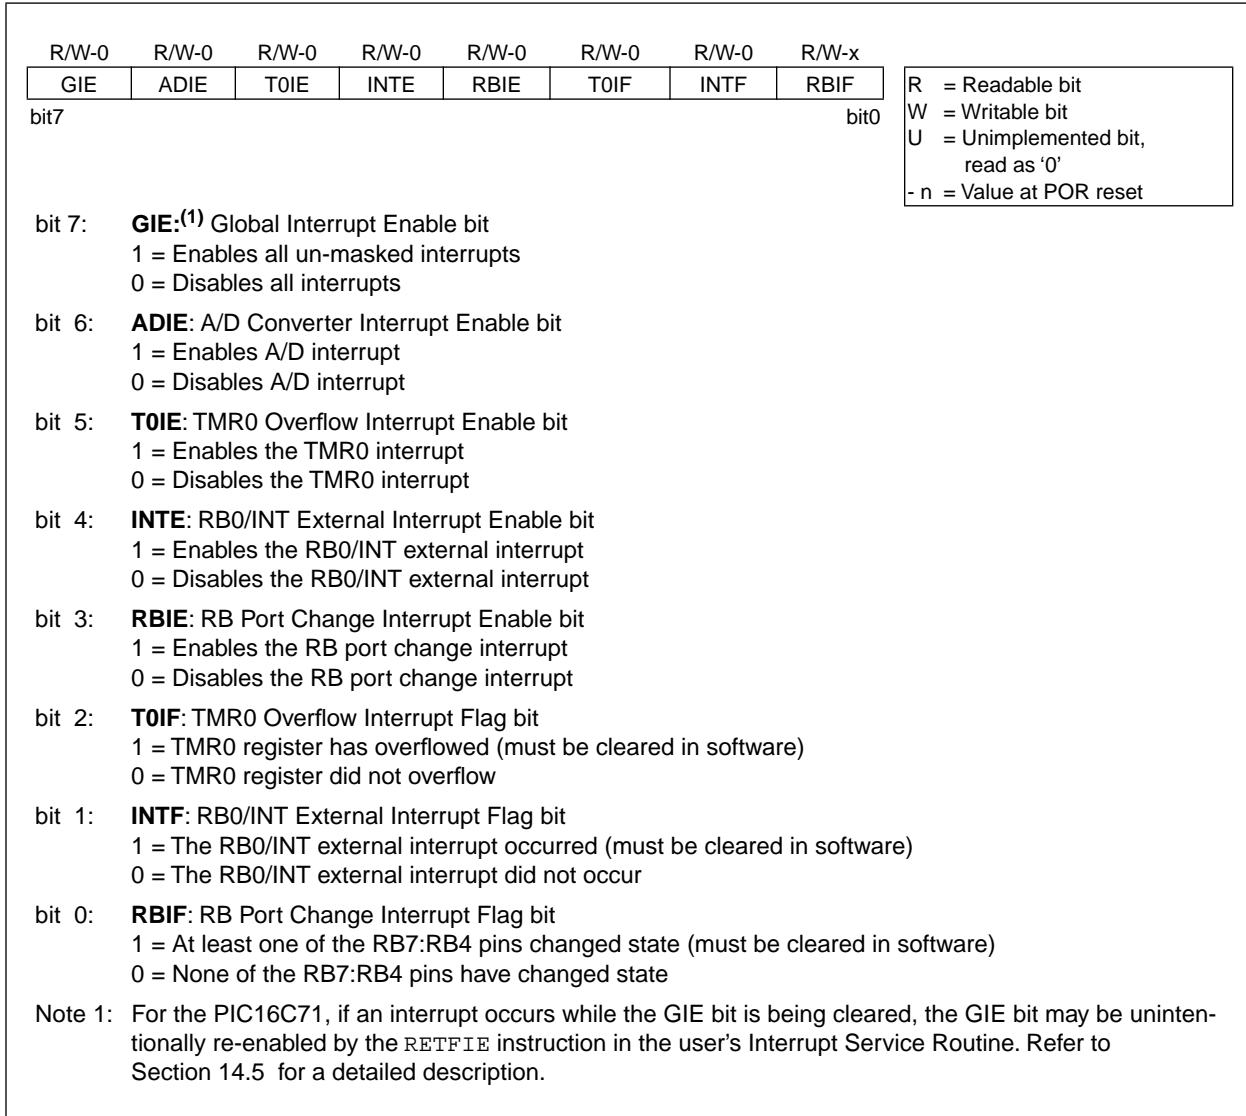 R/W-0 R/W-0 R/W-0 R/W-0 R/W-0 R/W-0 R/W-0 R/W-x
GIE ADIE T0IE INTE RBIE T0IF INTF RBIF
bit7 bit0
R = Readable bit
W = Writable bit
U = Unimplemented bit,
read as ‘0’
- n = Value at POR reset
bit 7: GIE:(1) Global Interrupt Enable bit
1 = Enables all un-masked interrupts
0 = Disables all interrupts
bit 6: ADIE: A/D Converter Interrupt Enable bit
1 = Enables A/D interrupt
0 = Disables A/D interrupt
bit 5: T0IE: TMR0 Overflow Interrupt Enable bit
1 = Enables the TMR0 interrupt
0 = Disables the TMR0 interrupt
bit 4: INTE: RB0/INT External Interrupt Enable bit
1 = Enables the RB0/INT external interrupt
0 = Disables the RB0/INT external interrupt
bit 3: RBIE: RB Port Change Interrupt Enable bit
1 = Enables the RB port change interrupt
0 = Disables the RB port change interrupt
bit 2: T0IF: TMR0 Overflow Interrupt Flag bit
1 = TMR0 register has overflowed (must be cleared in software)
0 = TMR0 register did not overflow
bit 1: INTF: RB0/INT External Interrupt Flag bit
1 = The RB0/INT external interrupt occurred (must be cleared in software)
0 = The RB0/INT external interrupt did not occur
bit 0: RBIF: RB Port Change Interrupt Flag bit
1 = At least one of the RB7:RB4 pins changed state (must be cleared in software)
0 = None of the RB7:RB4 pins have changed state
Note 1: For the PIC16C71, if an interrupt occurs while the GIE bit is being cleared, the GIE bit may be uninten-
tionally re-enabled by the RETFIE instruction in the user’s Interrupt Service Routine. Refer to
Section 14.5 for a detailed description.